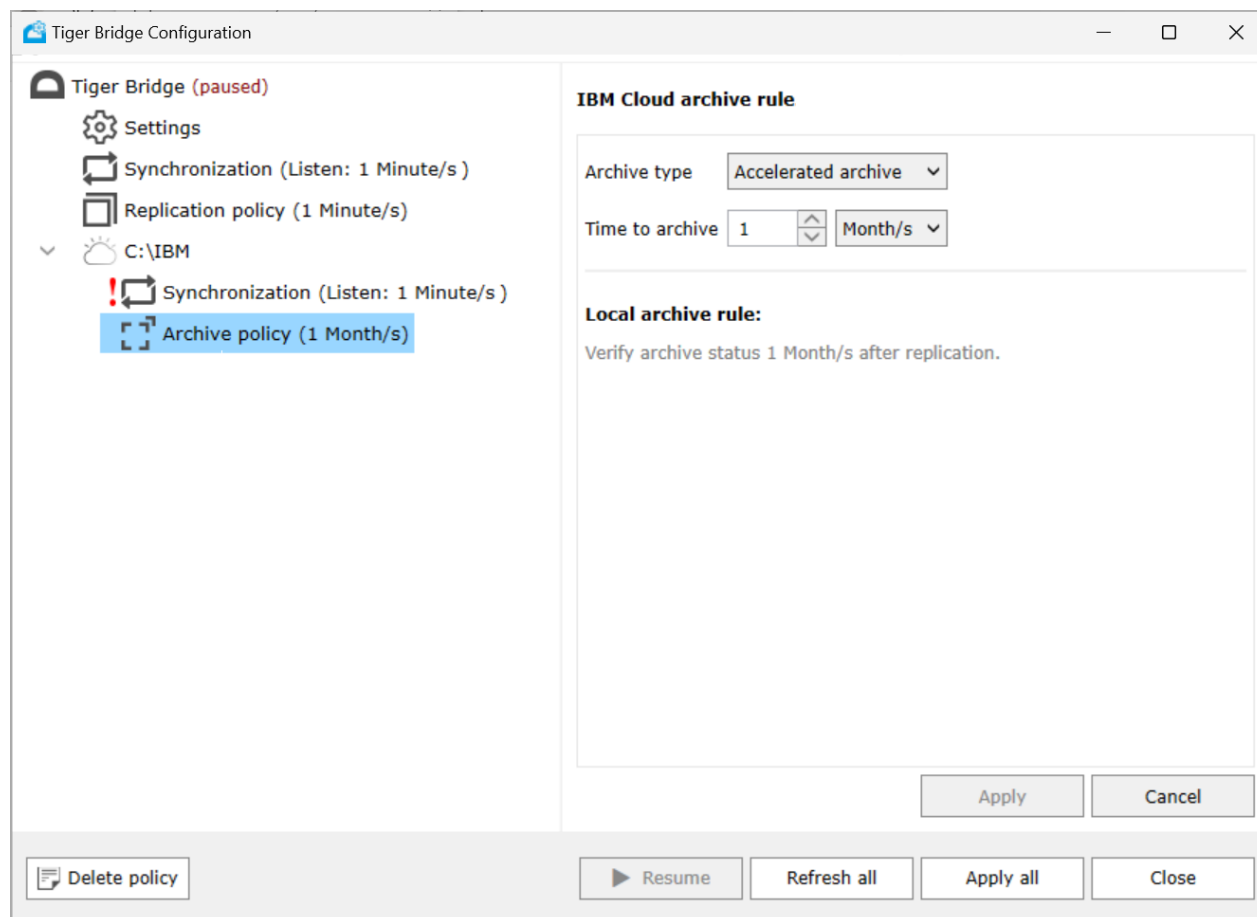 Tiger Bridge Configuration
Tiger Bridge (paused)
Settings
Synchronization (Listen: 1 Minute/s )
Replication policy (1 Minute/s)
C:\IBM
! Synchronization (Listen: 1 Minute/s )
Archive policy (1 Month/s)
IBM Cloud archive rule
Archive type Accelerated archive
Time to archive 1 Month/s
Local archive rule:
Verify archive status 1 Month/s after replication.
Apply Cancel
Delete policy Resume Refresh all Apply all Close